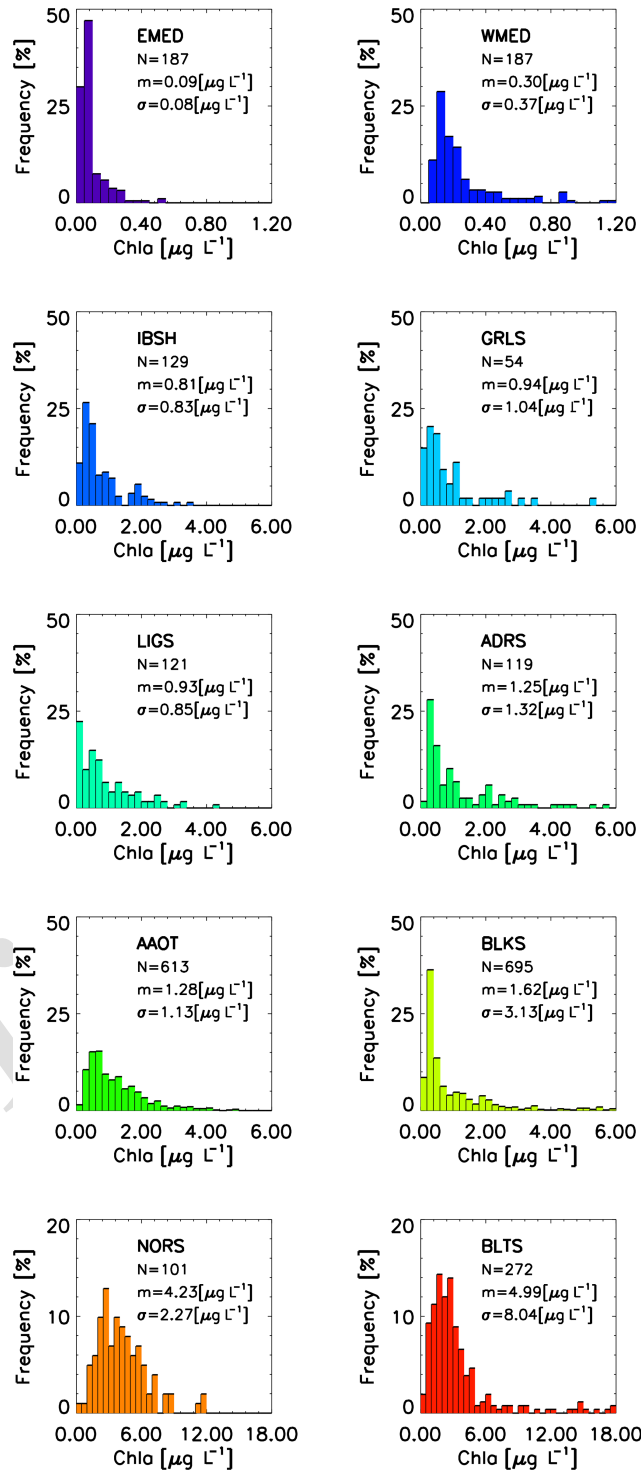 50
25
0
Frequency [%]
EMED
N=187
m=0.09[μg L⁻¹]
σ=0.08[μg L⁻¹]
0.00 0.40 0.80 1.20
Chla [μg L⁻¹]
50
25
0
Frequency [%]
WMED
N=187
m=0.30[μg L⁻¹]
σ=0.37[μg L⁻¹]
0.00 0.40 0.80 1.20
Chla [μg L⁻¹]
50
25
0
Frequency [%]
IBSH
N=129
m=0.81[μg L⁻¹]
σ=0.83[μg L⁻¹]
0.00 2.00 4.00 6.00
Chla [μg L⁻¹]
50
25
0
Frequency [%]
GRLS
N=54
m=0.94[μg L⁻¹]
σ=1.04[μg L⁻¹]
0.00 2.00 4.00 6.00
Chla [μg L⁻¹]
50
25
0
Frequency [%]
LIGS
N=121
m=0.93[μg L⁻¹]
σ=0.85[μg L⁻¹]
0.00 2.00 4.00 6.00
Chla [μg L⁻¹]
50
25
0
Frequency [%]
ADRS
N=119
m=1.25[μg L⁻¹]
σ=1.32[μg L⁻¹]
0.00 2.00 4.00 6.00
Chla [μg L⁻¹]
50
25
0
Frequency [%]
AAOT
N=613
m=1.28[μg L⁻¹]
σ=1.13[μg L⁻¹]
0.00 2.00 4.00 6.00
Chla [μg L⁻¹]
50
25
0
Frequency [%]
BLKS
N=695
m=1.62[μg L⁻¹]
σ=3.13[μg L⁻¹]
0.00 2.00 4.00 6.00
Chla [μg L⁻¹]
20
10
0
Frequency [%]
NORS
N=101
m=4.23[μg L⁻¹]
σ=2.27[μg L⁻¹]
0.00 6.00 12.00 18.00
Chla [μg L⁻¹]
20
10
0
Frequency [%]
BLTS
N=272
m=4.99[μg L⁻¹]
σ=8.04[μg L⁻¹]
0.00 6.00 12.00 18.00
Chla [μg L⁻¹]